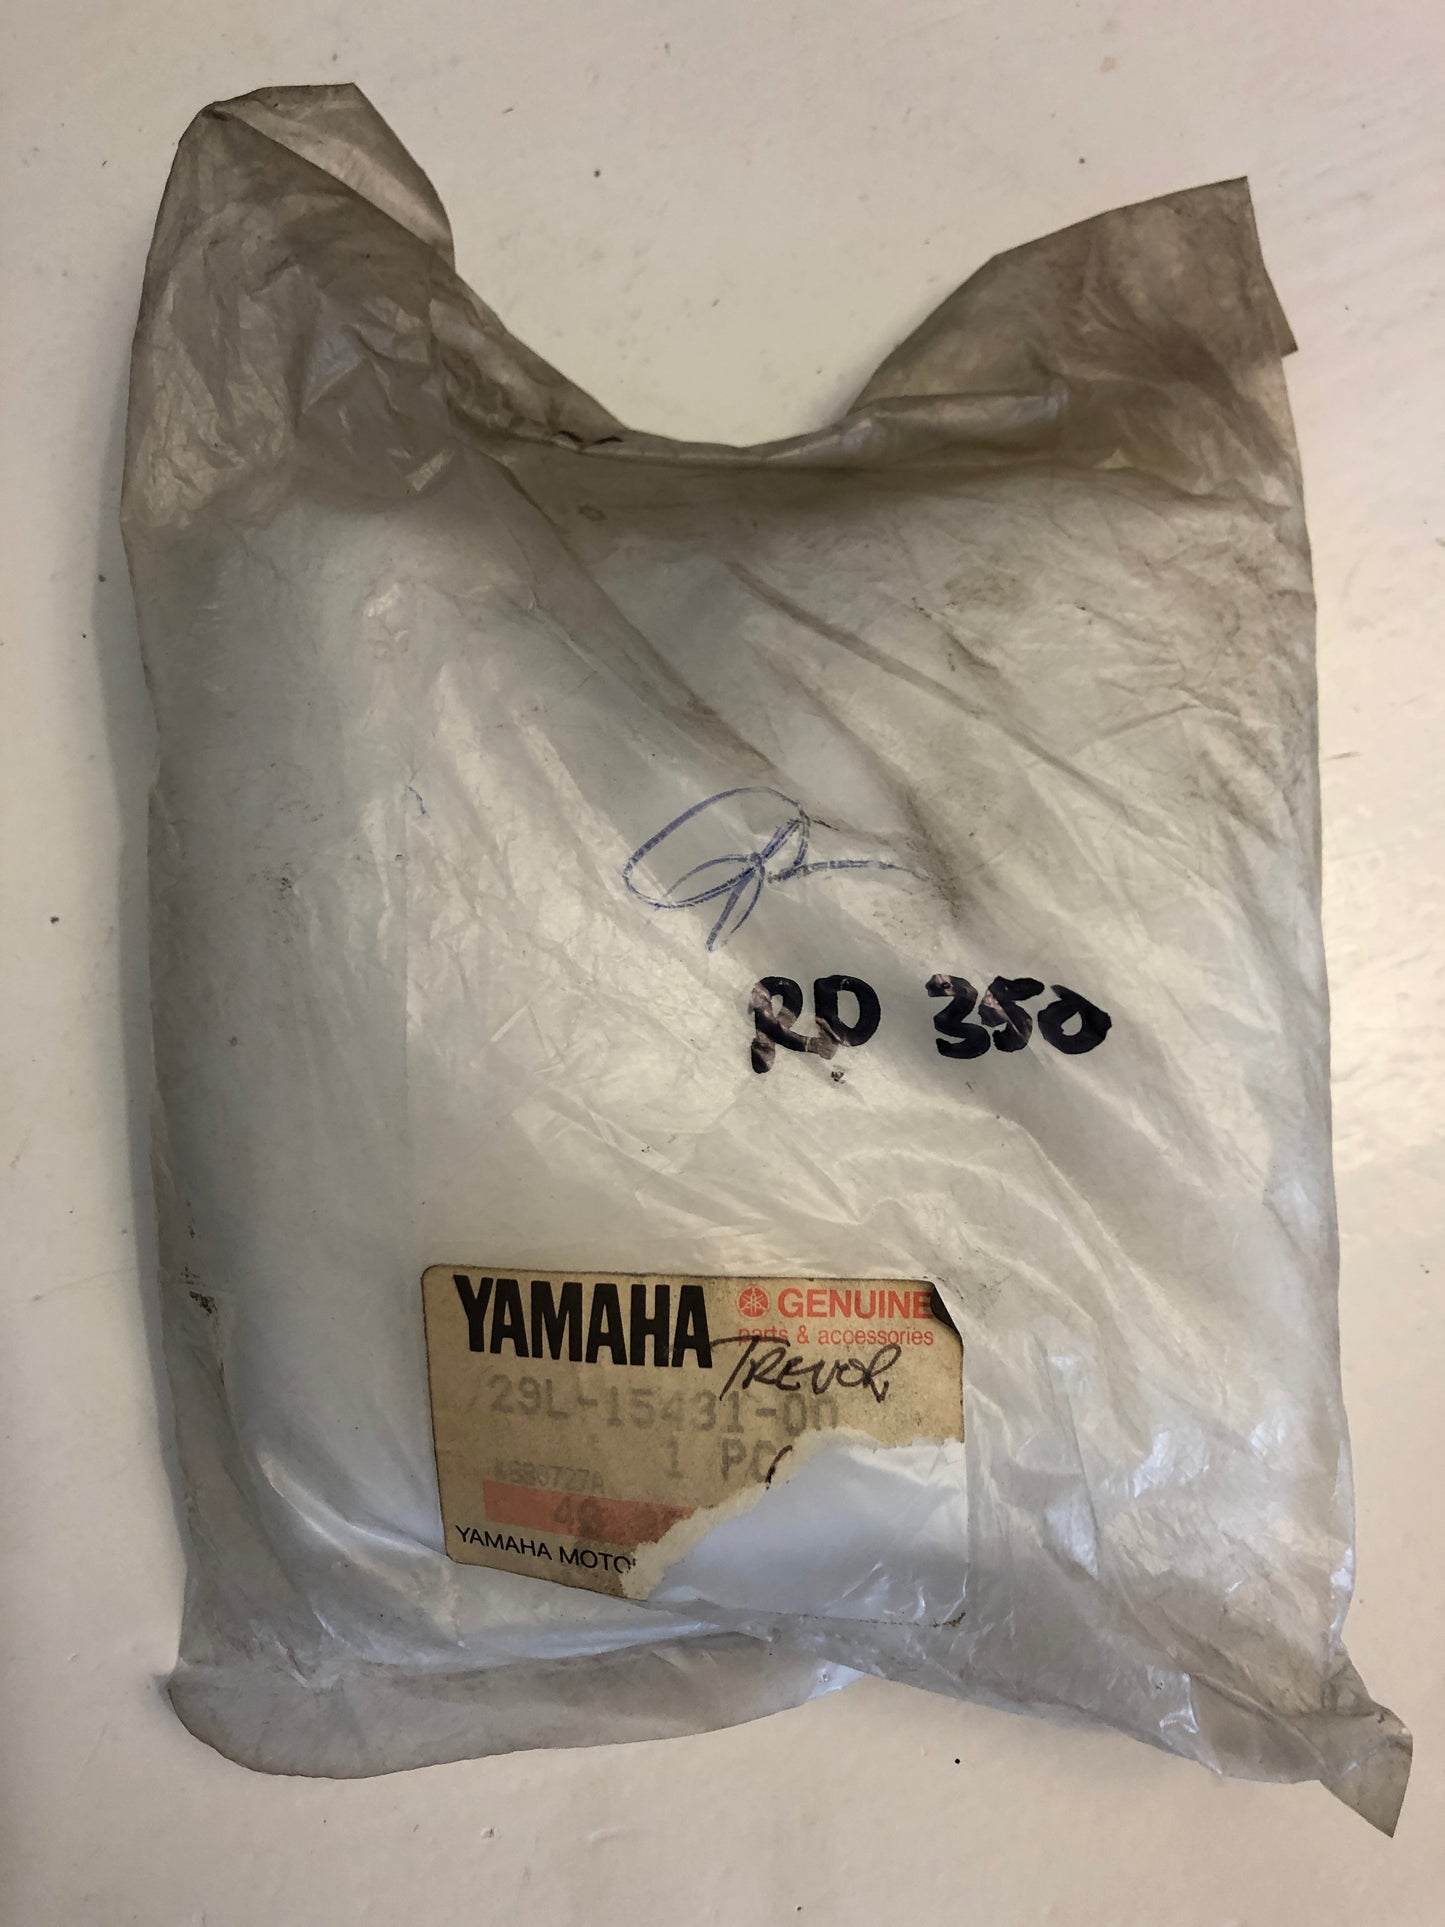 RD 350
YAMAHA GENUINE
parts & accessories
TREVOR
29L-15431-00
1 PC
YAMAHA MOTO